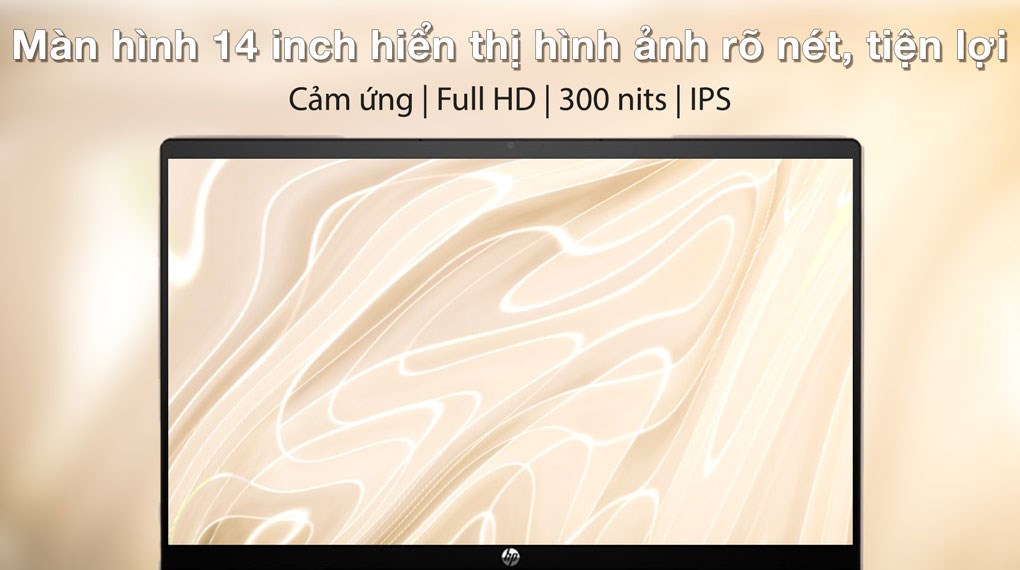 Màn hình 14 inch hiển thị hình ảnh rõ nét, tiện lợi
Cảm ứng | Full HD | 300 nits | IPS
hp